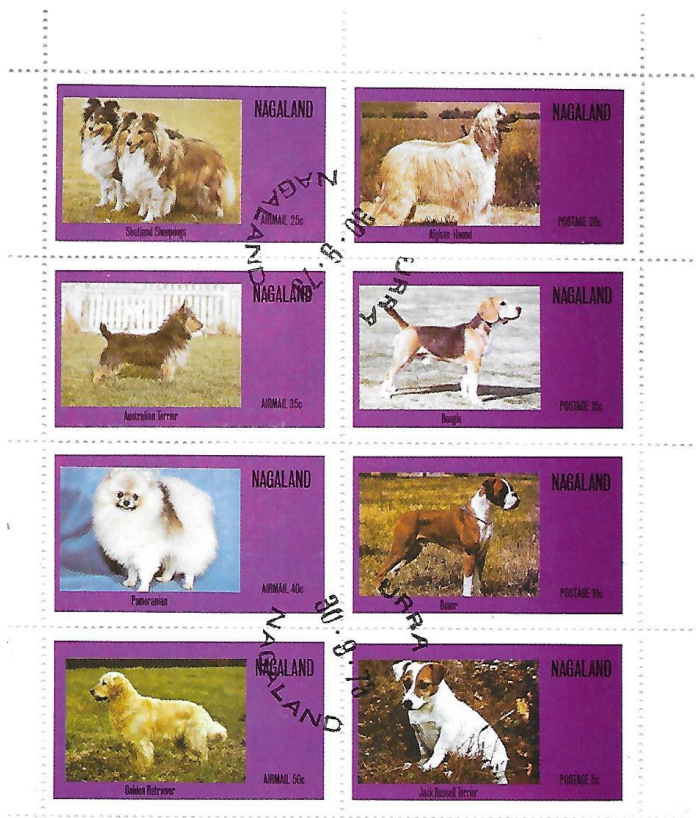 NAGALAND
AIRMAIL 25c
Shetland Sheepdogs
NAGALAND
POSTAGE 20c
Afghan Hound
NAGALAND
AIRMAIL 35c
Australian Terrier
NAGALAND
POSTAGE 15c
Beagle
NAGALAND
AIRMAIL 40c
Pomeranian
NAGALAND
POSTAGE 10c
Boxer
NAGALAND
AIRMAIL 50c
Golden Retriever
NAGALAND
POSTAGE 5c
Jack Russell Terrier
NAGALAND
30·9·73
URRA
NAGALAND
30·9·73
URRA